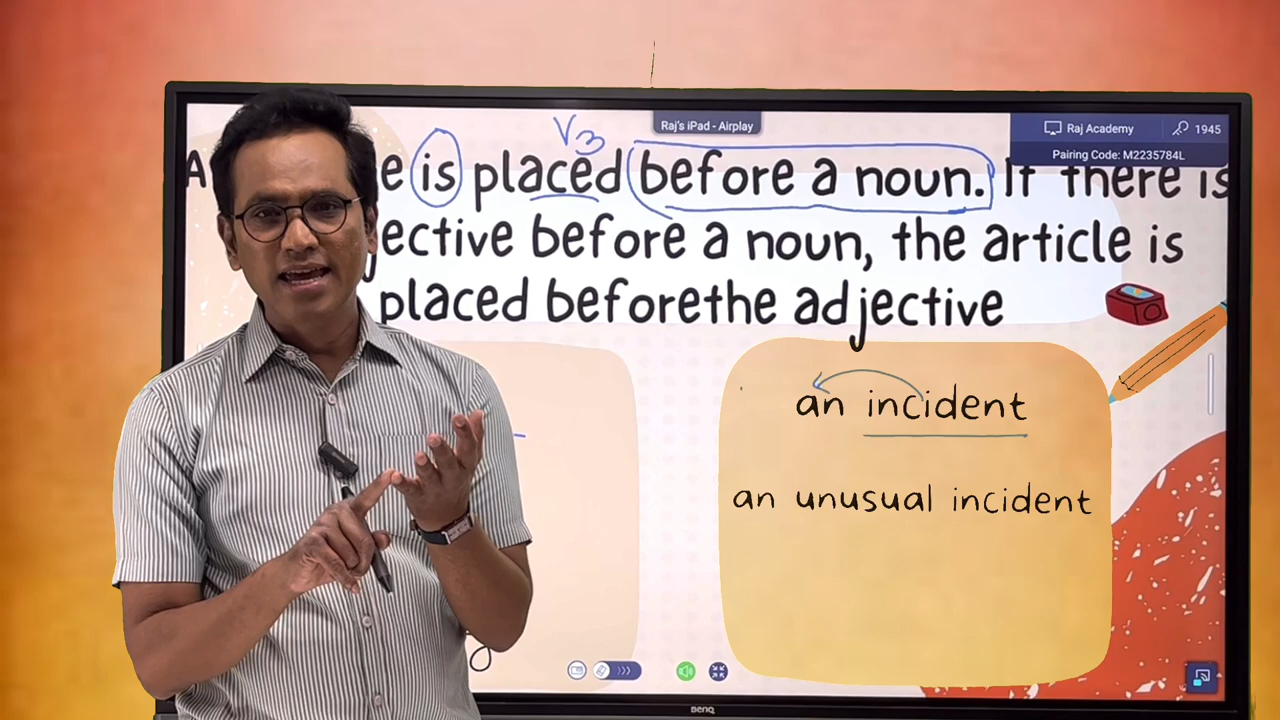 V3
Raj's iPad - Airplay
Raj Academy 1945
Pairing Code: M2235784L
is placed before a noun. If there is
before a noun, the article is
placed beforethe adjective
an incident
an unusual incident
BenQ